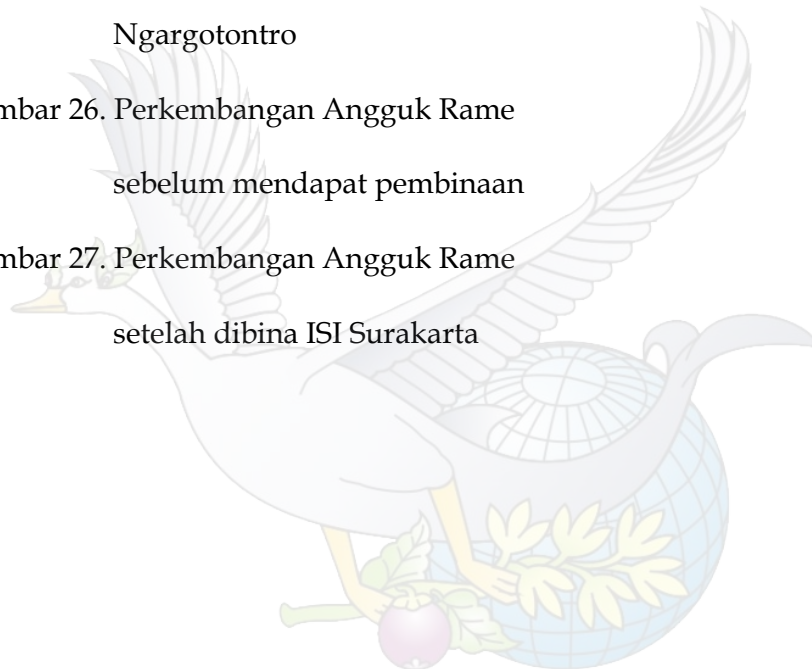 Ngargotontro
mbar 26. Perkembangan Angguk Rame
sebelum mendapat pembinaan
mbar 27. Perkembangan Angguk Rame
setelah dibina ISI Surakarta